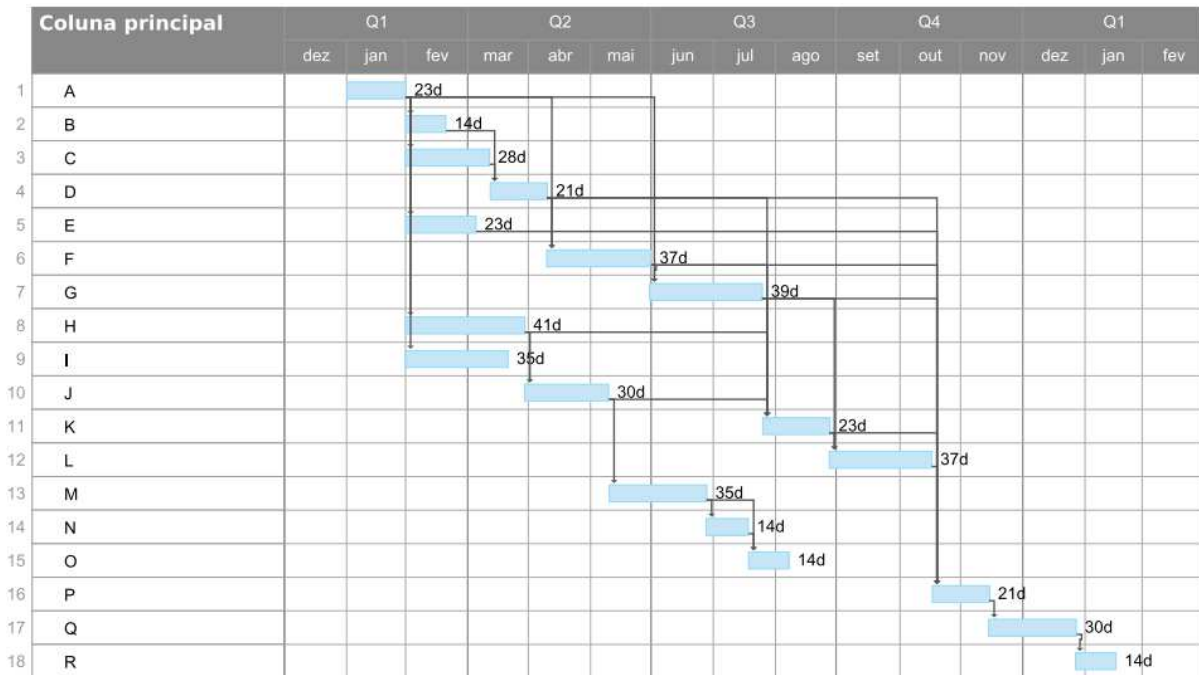 Coluna principal Q1 Q2 Q3 Q4 Q1
dez jan fev mar abr mai jun jul ago set out nov dez jan fev
1 A 23d
2 B 14d
3 C 28d
4 D 21d
5 E 23d
6 F 37d
7 G 39d
8 H 41d
9 I 35d
10 J 30d
11 K 23d
12 L 37d
13 M 35d
14 N 14d
15 O 14d
16 P 21d
17 Q 30d
18 R 14d